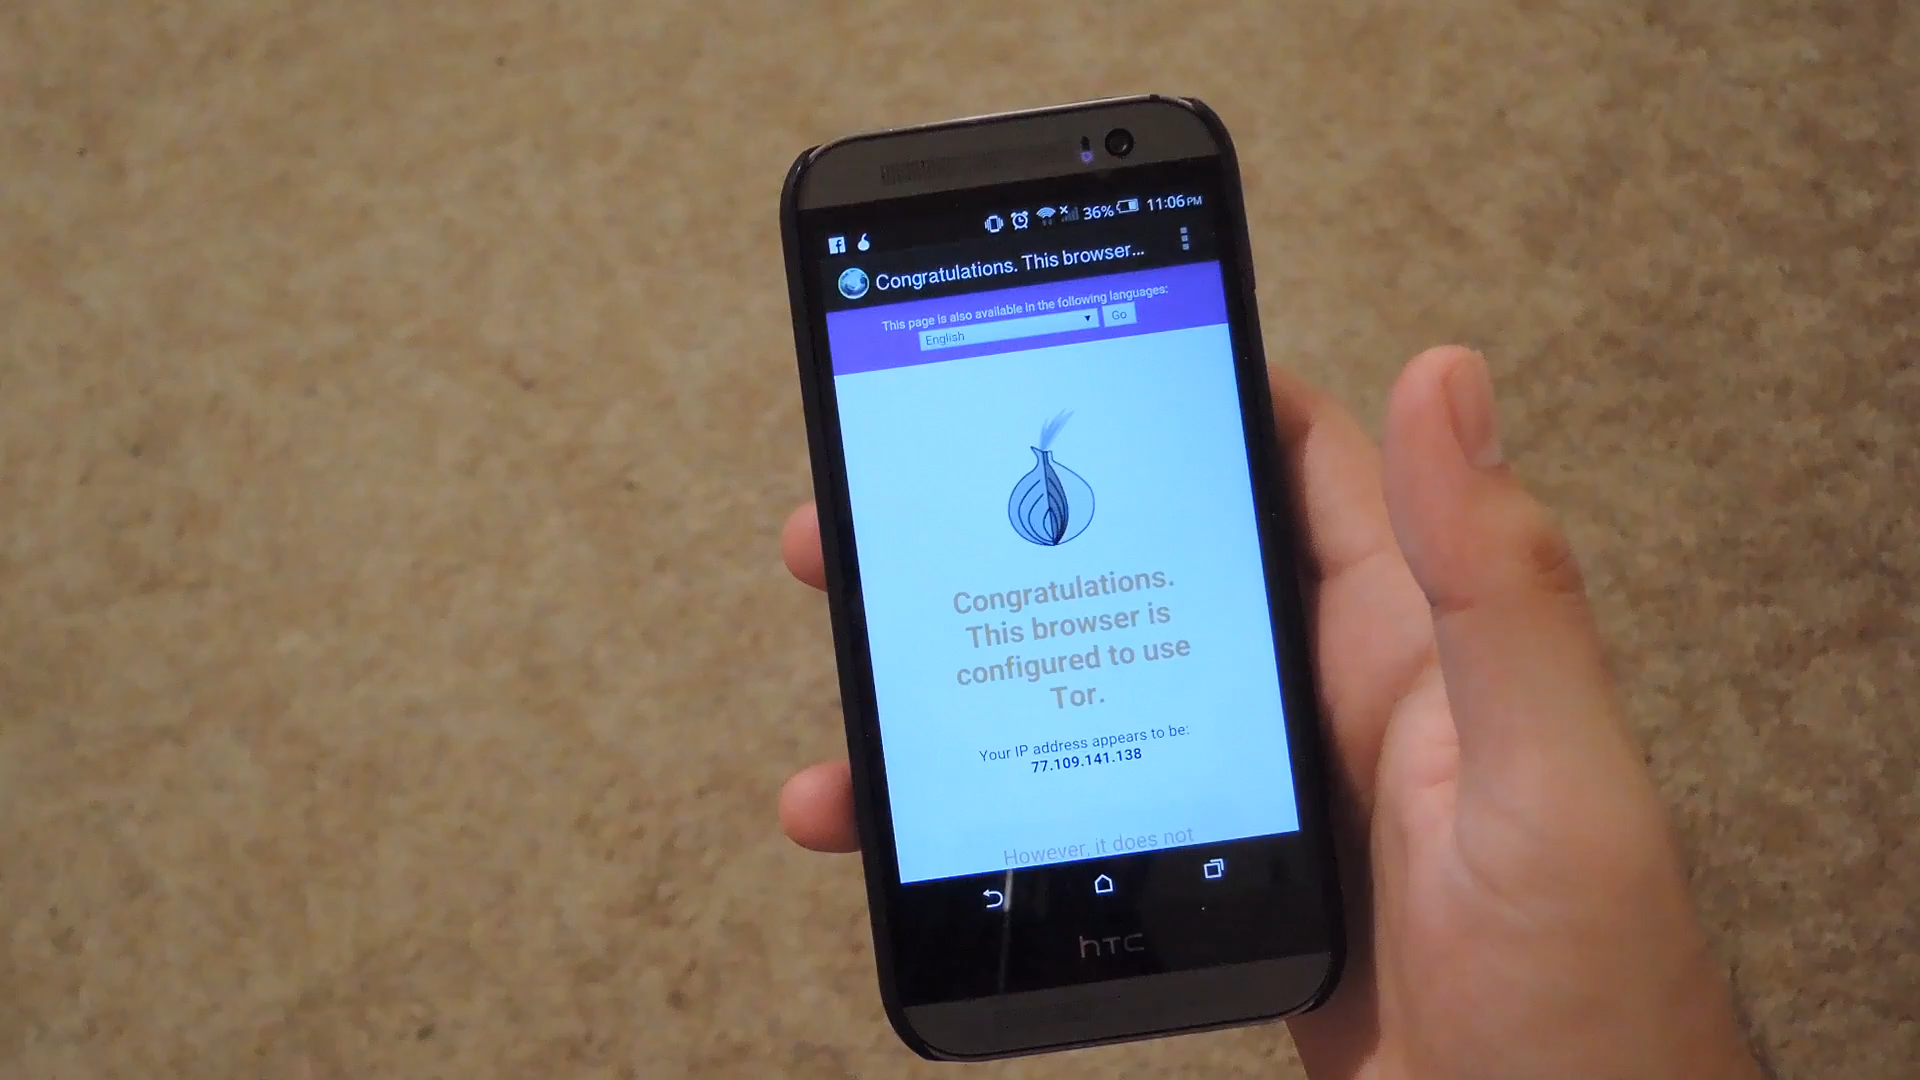 36% 11:06 PM
Congratulations. This browser...
This page is also available in the following languages:
English Go
Congratulations.
This browser is
configured to use
Tor.
Your IP address appears to be:
77.109.141.138
However, it does not
hTC